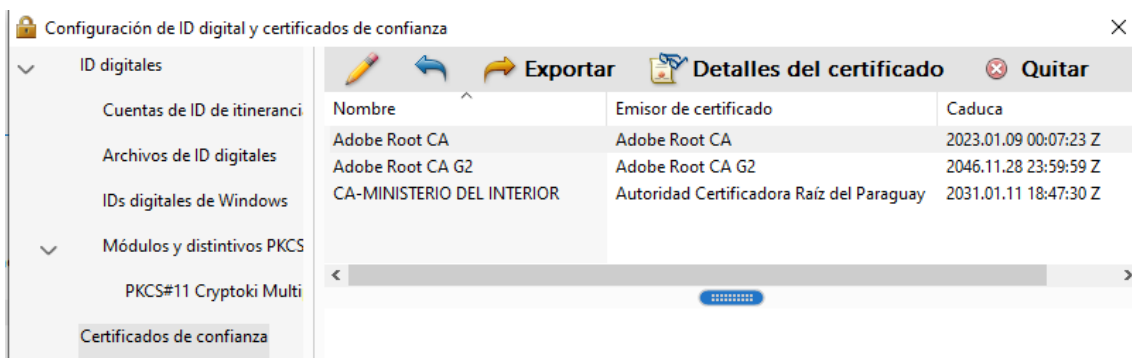 Configuración de ID digital y certificados de confianza
ID digitales
Cuentas de ID de itineranci
Archivos de ID digitales
IDs digitales de Windows
Módulos y distintivos PKCS
PKCS#11 Cryptoki Multi
Certificados de confianza
Exportar Detalles del certificado Quitar
Nombre Emisor de certificado Caduca
Adobe Root CA Adobe Root CA 2023.01.09 00:07:23 Z
Adobe Root CA G2 Adobe Root CA G2 2046.11.28 23:59:59 Z
CA-MINISTERIO DEL INTERIOR Autoridad Certificadora Raíz del Paraguay 2031.01.11 18:47:30 Z